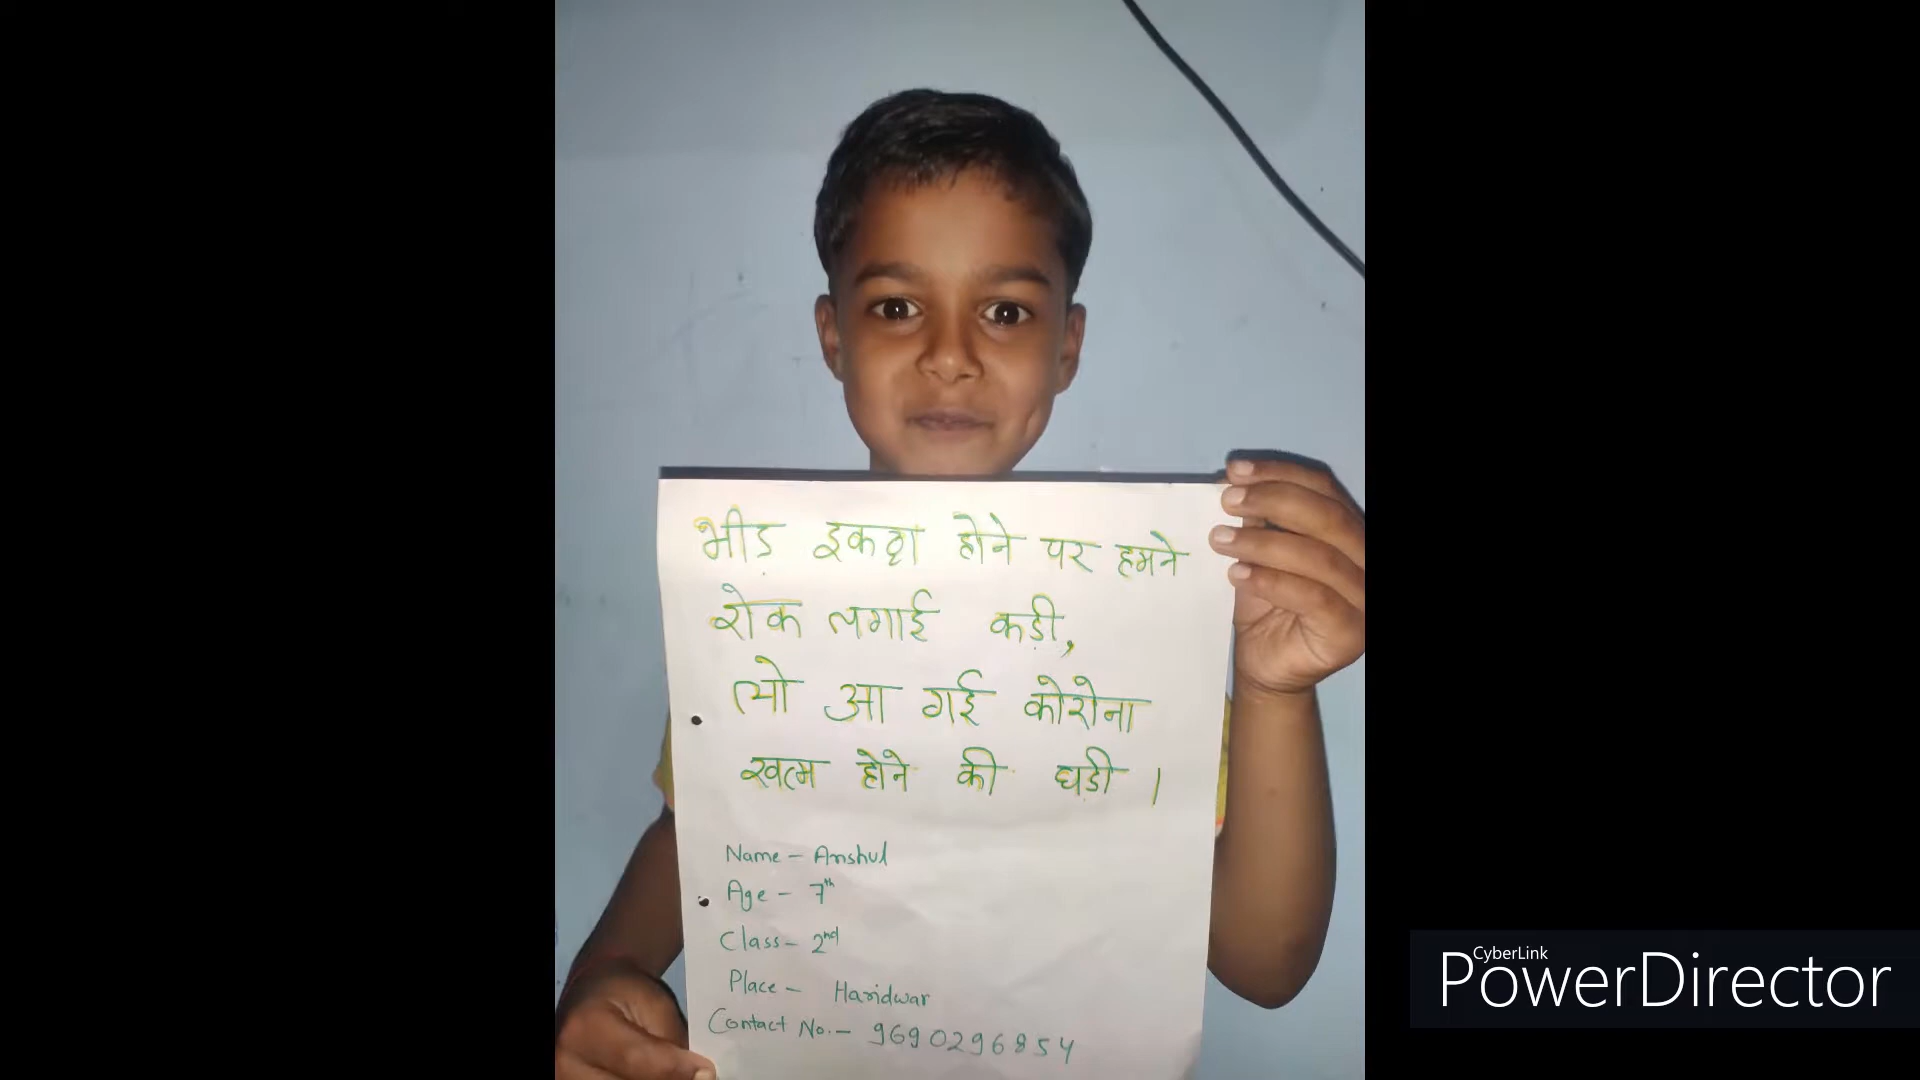 भीड़ इकठ्ठा होने पर हमने
रोक लगाई कड़ी,
लो आ गई कोरोना
खत्म होने की घड़ी ।
Name - Anshul
Age - 7th
Class - 2nd
Place - Haridwar
Contact No. - 9690296854
CyberLink
PowerDirector